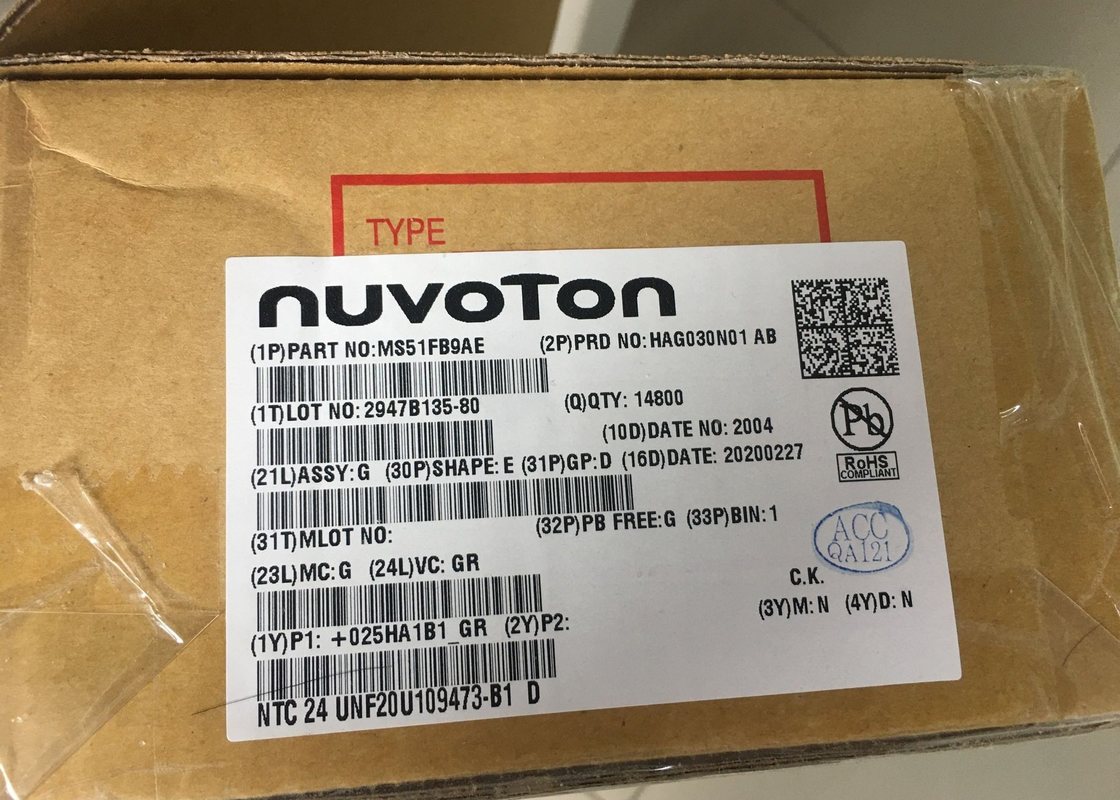 TYPE
nuvoTon
(1P)PART NO:MS51FB9AE (2P)PRD NO:HAG030N01 AB
(1T)LOT NO:2947B135-80 (Q)QTY: 14800
(10D)DATE NO: 2004
(21L)ASSY:G (30P)SHAPE:E (31P)GP:D (16D)DATE: 20200227
(31T)MLOT NO: (32P)PB FREE:G (33P)BIN:1
(23L)MC:G (24L)VC: GR
(1Y)P1: +025HA1B1_GR (2Y)P2:
NTC 24 UNF20U109473-B1 D
Pb
RoHS
COMPLIANT
ACC
QA121
C.K.
(3Y)M: N (4Y)D: N